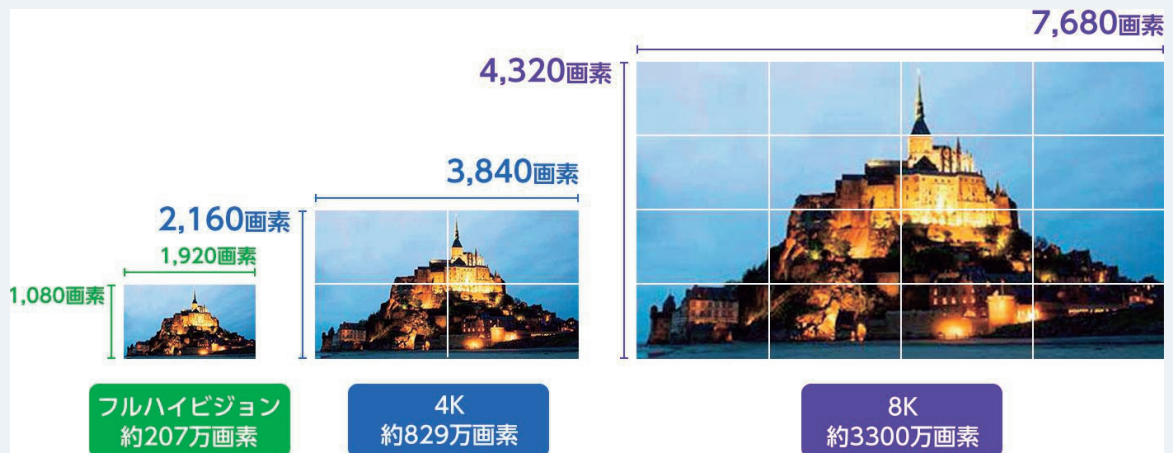 1,080画素
1,920画素
フルハイビジョン
約207万画素
2,160画素
3,840画素
4K
約829万画素
4,320画素
7,680画素
8K
約3300万画素